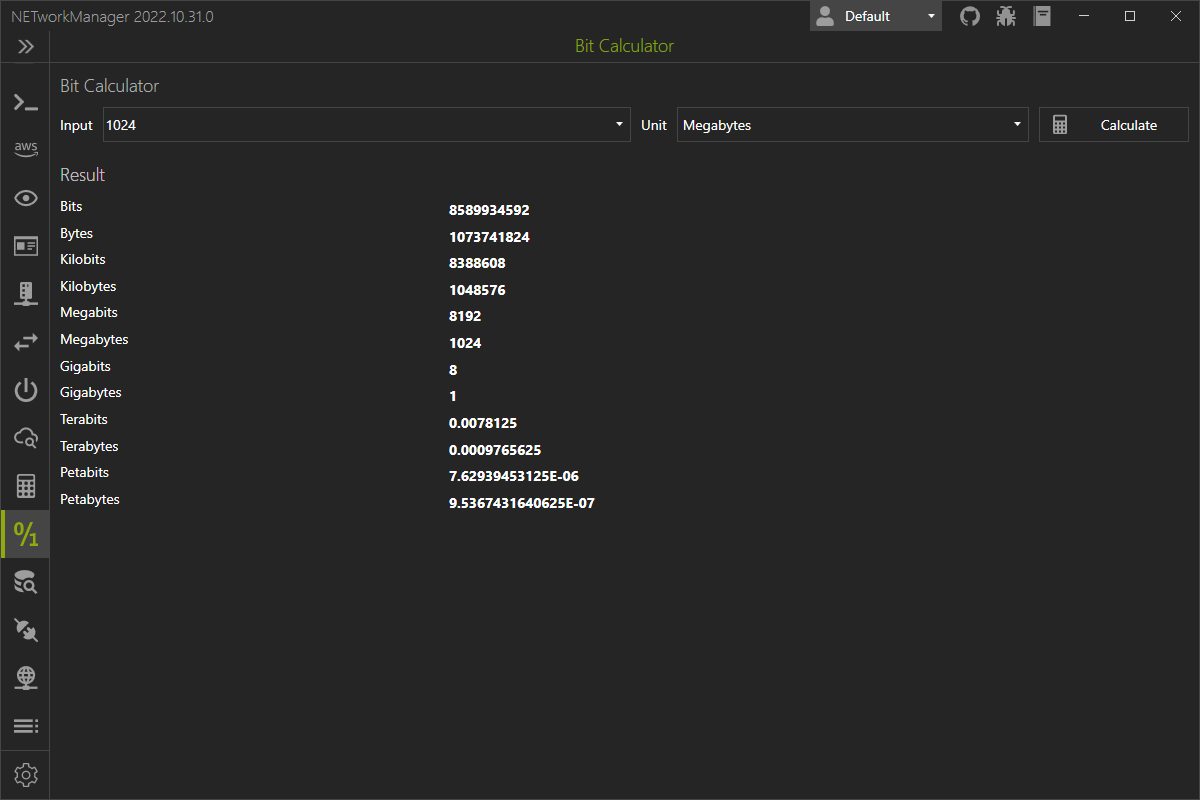 NETworkManager 2022.10.31.0
Default
Bit Calculator
Bit Calculator
Input 1024 Unit Megabytes Calculate
Result
Bits 8589934592
Bytes 1073741824
Kilobits 8388608
Kilobytes 1048576
Megabits 8192
Megabytes 1024
Gigabits 8
Gigabytes 1
Terabits 0.0078125
Terabytes 0.0009765625
Petabits 7.62939453125E-06
Petabytes 9.5367431640625E-07
aws
%1